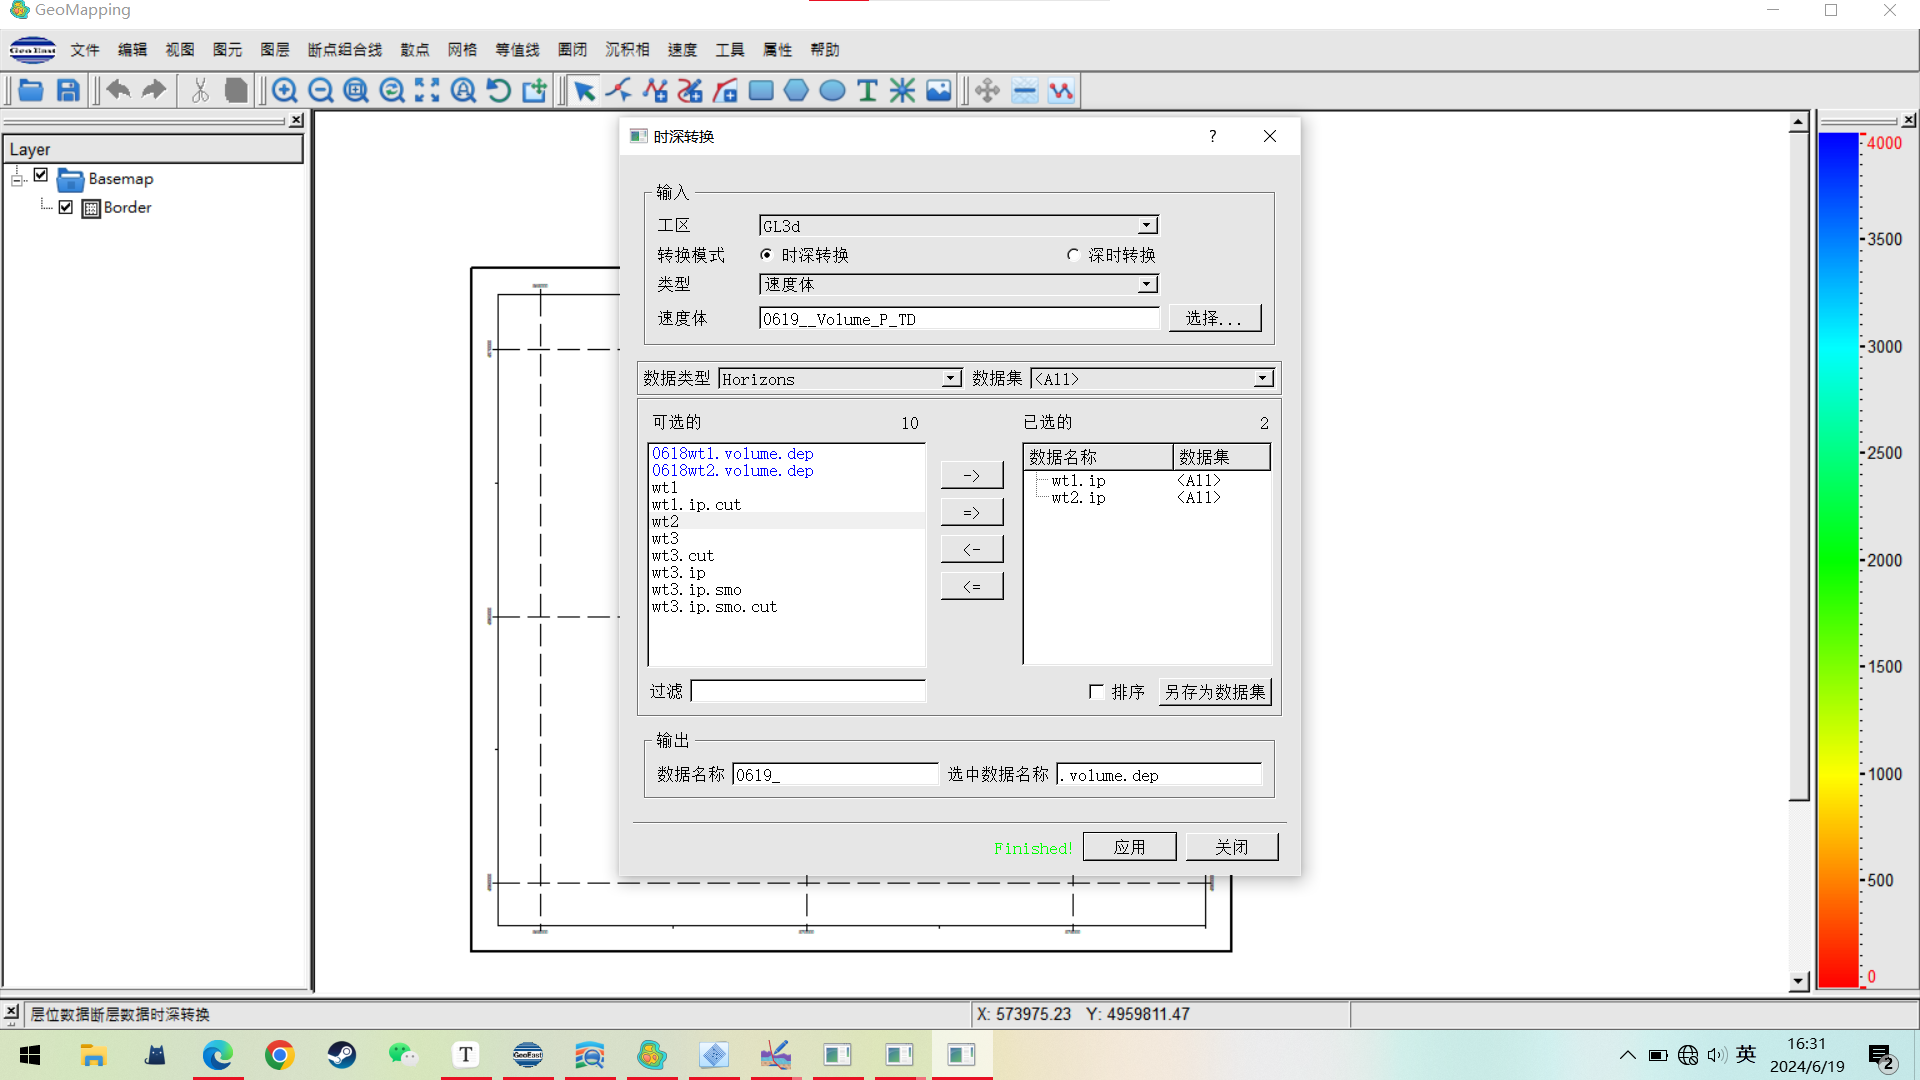 GeoMapping
GeoEast 文件 编辑 视图 图元 图层 断点组合线 散点 网格 等值线 圈闭 沉积相 速度 工具 属性 帮助
Layer
Basemap
Border
时深转换 ?
输入
工区 GL3d
转换模式 时深转换 深时转换
类型 速度体
速度体 0619__Volume_P_TD 选择...
数据类型 Horizons 数据集 <All>
可选的 10 已选的 2
0618wt1.volume.dep
0618wt2.volume.dep
wt1
wt1.ip.cut
wt2
wt3
wt3.cut
wt3.ip
wt3.ip.smo
wt3.ip.smo.cut
->
=>
<-
<=
数据名称 数据集
wt1.ip <All>
wt2.ip <All>
过滤 排序 另存为数据集
输出
数据名称 0619_ 选中数据名称 .volume.dep
Finished! 应用 关闭
4000
3500
3000
2500
2000
1500
1000
500
0
层位数据断层数据时深转换 X: 573975.23 Y: 4959811.47
T GeoEast 英 16:31
2024/6/19 2